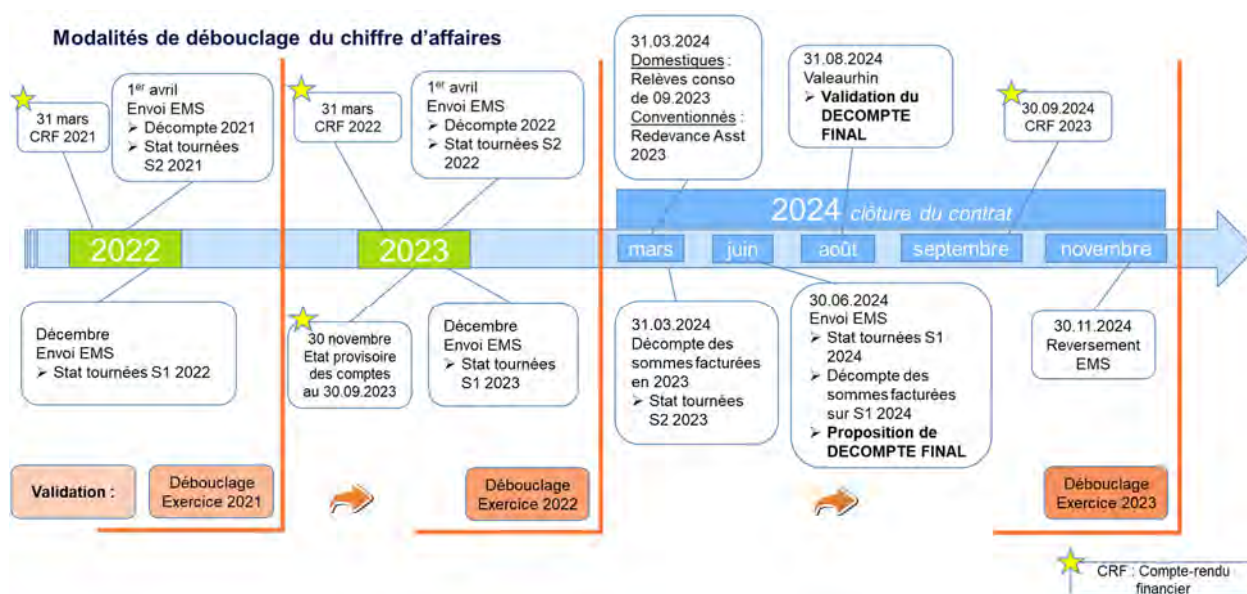 Modalités de débouclage du chiffre d'affaires
31 mars
CRF 2021
1er avril
Envoi EMS
➢ Décompte 2021
➢ Stat tournées
S2 2021
31 mars
CRF 2022
1er avril
Envoi EMS
➢ Décompte 2022
➢ Stat tournées
S2 2022
31.03.2024
Domestiques :
Relèves conso
de 09.2023
Conventionnés :
Redevance Asst
2023
31.08.2024
Valeaurhin
➢ Validation du
DECOMPTE
FINAL
30.09.2024
CRF 2023
2024 clôture du contrat
2022
2023
mars
juin
août
septembre
novembre
Décembre
Envoi EMS
➢ Stat tournées S1 2022
30 novembre
Etat provisoire
des comptes
au 30.09.2023
Décembre
Envoi EMS
➢ Stat tournées
S1 2023
31.03.2024
Décompte des
sommes facturées
en 2023
➢ Stat tournées
S2 2023
30.06.2024
Envoi EMS
➢ Stat tournées S1
2024
➢ Décompte des
sommes facturées
sur S1 2024
➢ Proposition de
DECOMPTE FINAL
30.11.2024
Reversement
EMS
Validation :
Débouclage
Exercice 2021
Débouclage
Exercice 2022
Débouclage
Exercice 2023
CRF : Compte-rendu
financier